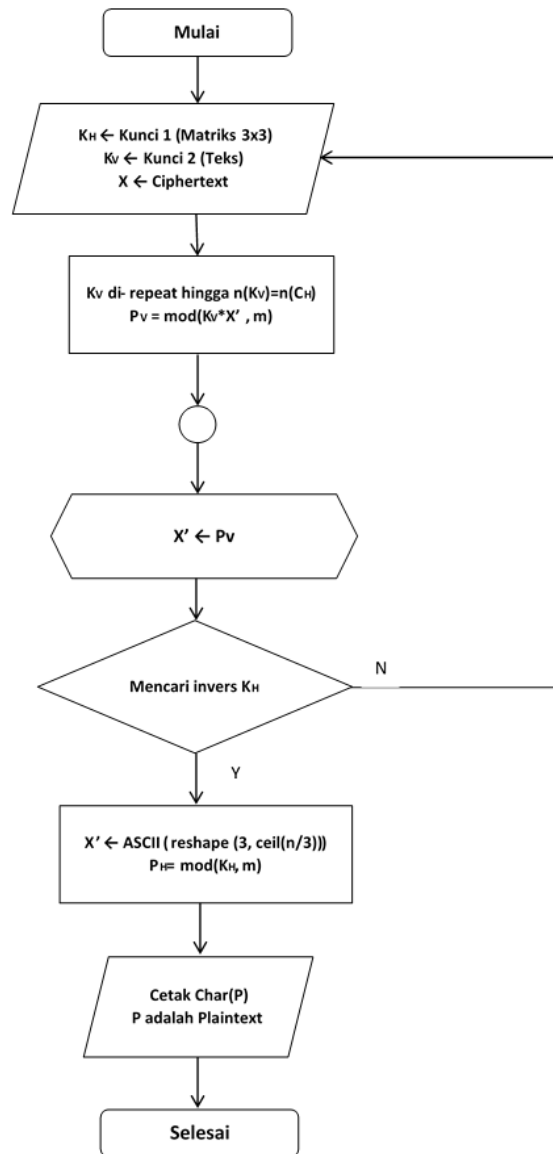 Mulai
KH ← Kunci 1 (Matriks 3x3)
KV ← Kunci 2 (Teks)
X ← Ciphertext
KV di- repeat hingga n(KV)=n(CH)
PV = mod(KV*X’ , m)
X’ ← Pv
Mencari invers KH
N
Y
X’ ← ASCII ( reshape (3, ceil(n/3)))
PH= mod(KH, m)
Cetak Char(P)
P adalah Plaintext
Selesai